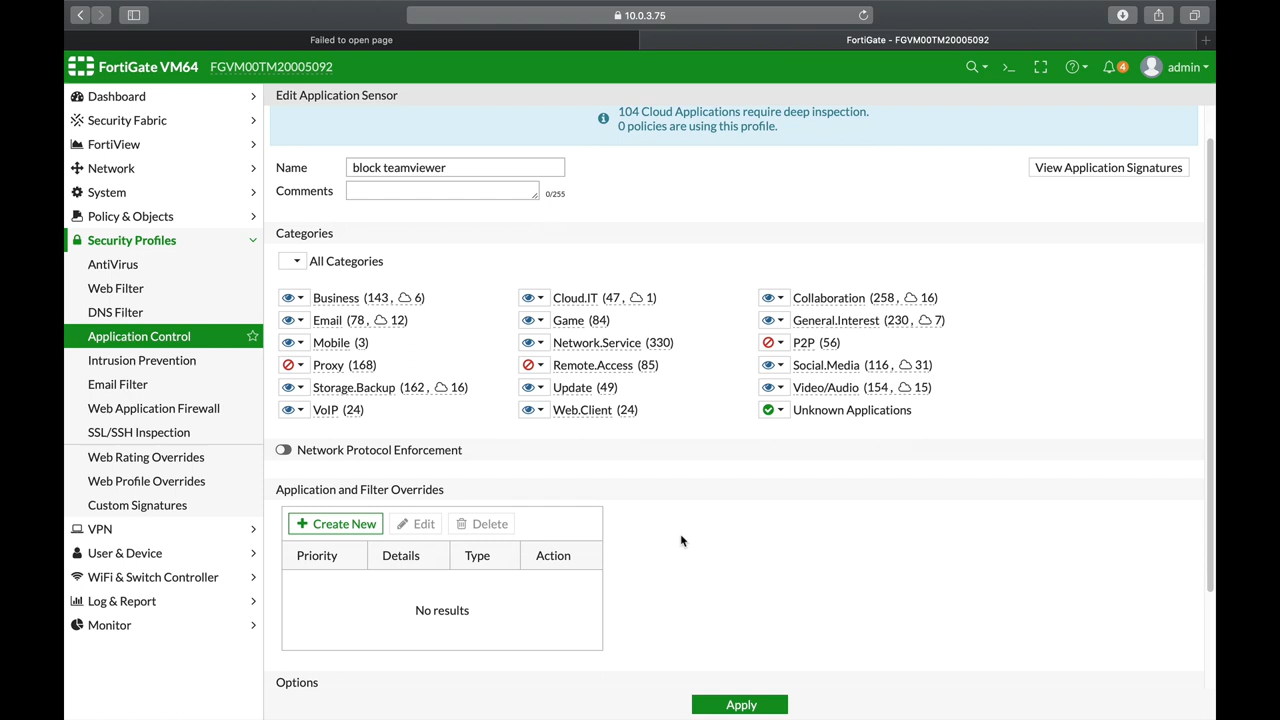 10.0.3.75
Failed to open page
FortiGate - FGVM00TM20005092
FortiGate VM64 FGVM00TM20005092
4
admin
Dashboard
Security Fabric
FortiView
Network
System
Policy & Objects
Security Profiles
AntiVirus
Web Filter
DNS Filter
Application Control
Intrusion Prevention
Email Filter
Web Application Firewall
SSL/SSH Inspection
Web Rating Overrides
Web Profile Overrides
Custom Signatures
VPN
User & Device
WiFi & Switch Controller
Log & Report
Monitor
Edit Application Sensor
104 Cloud Applications require deep inspection.
0 policies are using this profile.
Name block teamviewer View Application Signatures
Comments 0/255
Categories
All Categories
Business (143, 6) Cloud.IT (47, 1) Collaboration (258, 16)
Email (78, 12) Game (84) General.Interest (230, 7)
Mobile (3) Network.Service (330) P2P (56)
Proxy (168) Remote.Access (85) Social.Media (116, 31)
Storage.Backup (162, 16) Update (49) Video/Audio (154, 15)
VoIP (24) Web.Client (24) Unknown Applications
Network Protocol Enforcement
Application and Filter Overrides
Create New Edit Delete
Priority Details Type Action
No results
Options
Apply